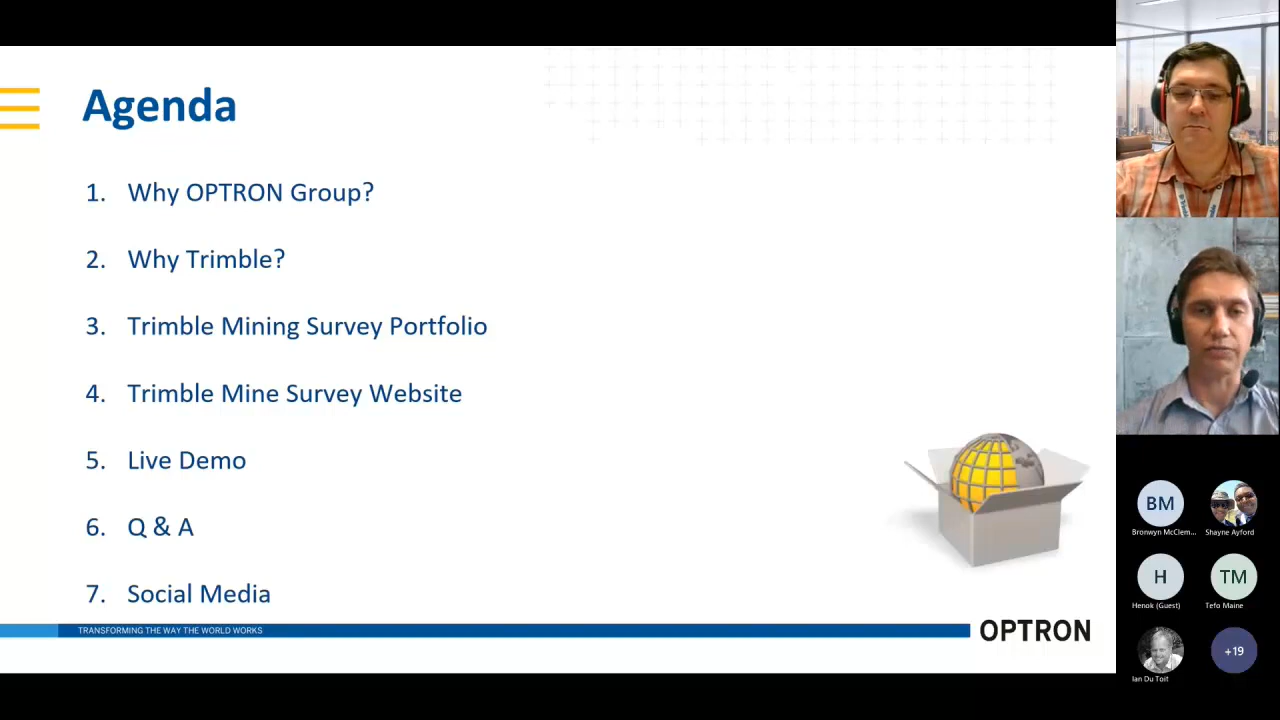 Agenda
1. Why OPTRON Group?
2. Why Trimble?
3. Trimble Mining Survey Portfolio
4. Trimble Mine Survey Website
5. Live Demo
6. Q & A
7. Social Media
TRANSFORMING THE WAY THE WORLD WORKS
OPTRON
BM
Bronwyn McClem...
Shayne Ayford
H
Henok (Guest)
TM
Tefo Maine
Ian Du Toit
+19